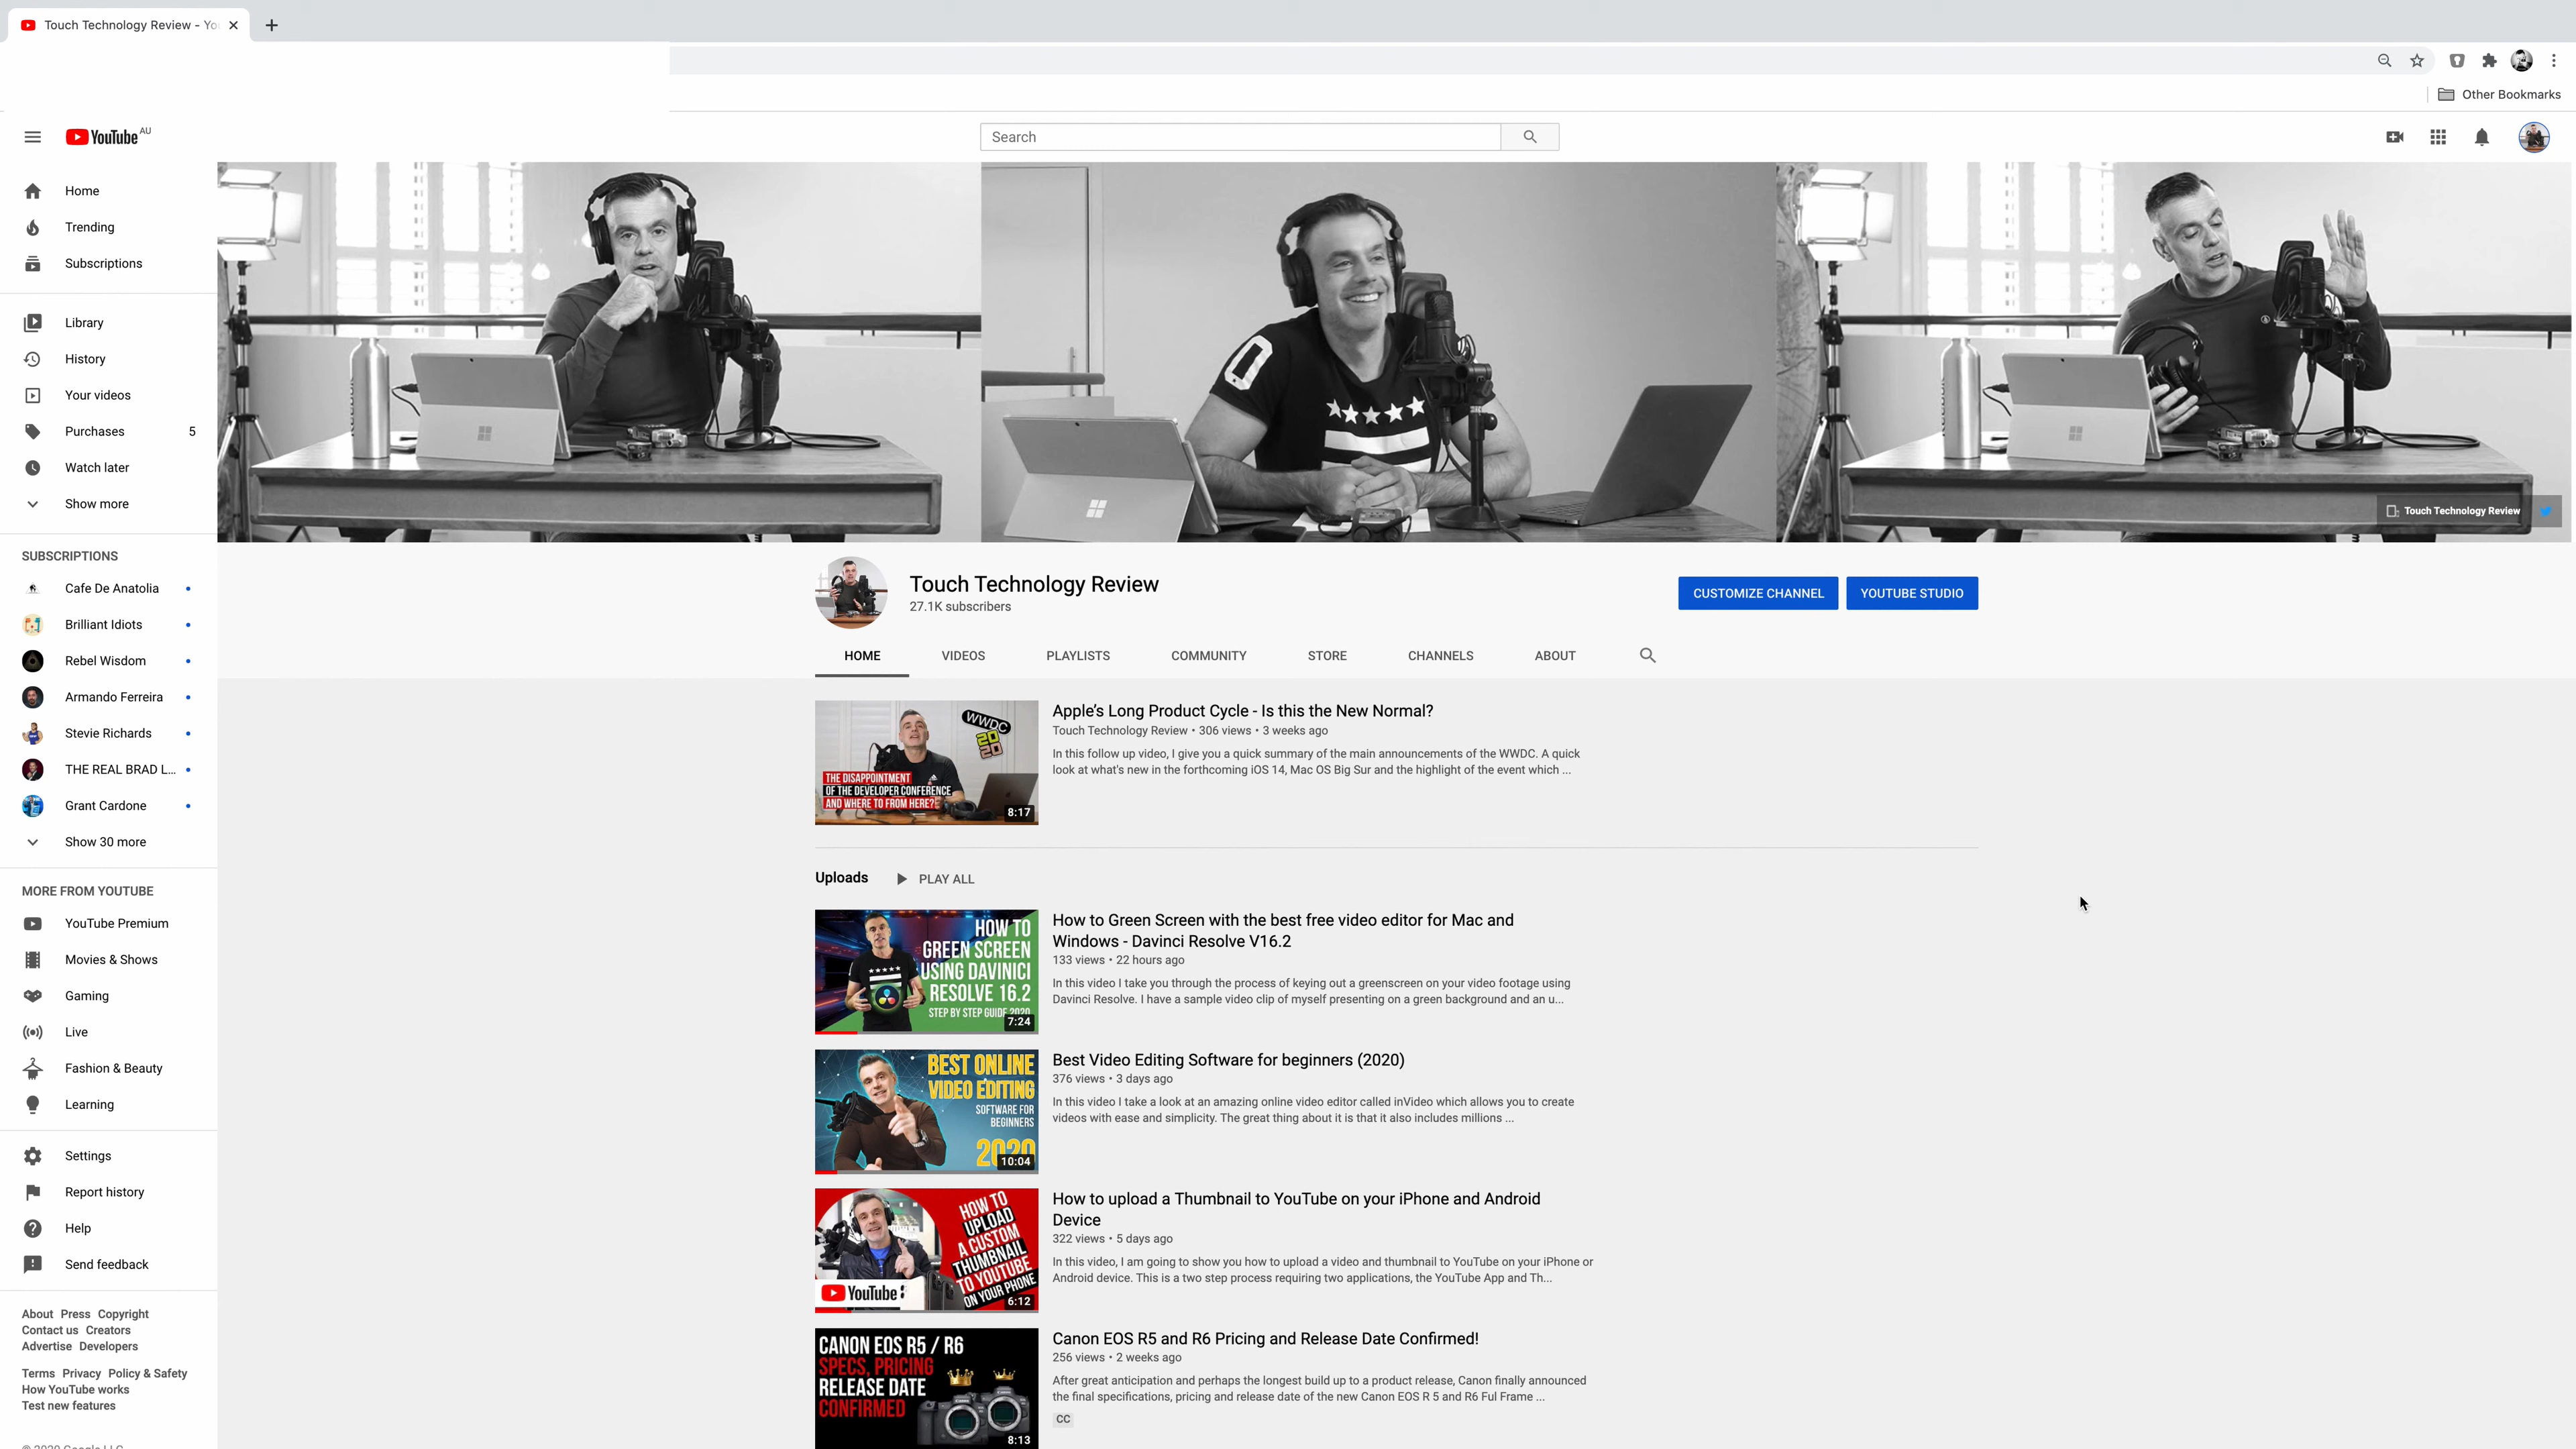 Touch Technology Review - Yo
Other Bookmarks
YouTube AU
Search
Home
Trending
Subscriptions
Library
History
Your videos
Purchases 5
Watch later
Show more
SUBSCRIPTIONS
Cafe De Anatolia
Brilliant Idiots
Rebel Wisdom
Armando Ferreira
Stevie Richards
THE REAL BRAD L...
Grant Cardone
Show 30 more
MORE FROM YOUTUBE
YouTube Premium
Movies & Shows
Gaming
Live
Fashion & Beauty
Learning
Settings
Report history
Help
Send feedback
About Press Copyright
Contact us Creators
Advertise Developers
Terms Privacy Policy & Safety
How YouTube works
Test new features
Touch Technology Review
Touch Technology Review
27.1K subscribers
CUSTOMIZE CHANNEL
YOUTUBE STUDIO
HOME VIDEOS PLAYLISTS COMMUNITY STORE CHANNELS ABOUT
WWDC
2020
THE DISAPPOINTMENT
OF THE DEVELOPER CONFERENCE
AND WHERE TO FROM HERE?
8:17
Apple's Long Product Cycle - Is this the New Normal?
Touch Technology Review • 306 views • 3 weeks ago
In this follow up video, I give you a quick summary of the main announcements of the WWDC. A quick
look at what's new in the forthcoming iOS 14, Mac OS Big Sur and the highlight of the event which ...
Uploads PLAY ALL
HOW TO
GREEN SCREEN
USING DAVINCI
RESOLVE 16.2
STEP BY STEP GUIDE 2020
7:24
How to Green Screen with the best free video editor for Mac and
Windows - Davinci Resolve V16.2
133 views • 22 hours ago
In this video I take you through the process of keying out a greenscreen on your video footage using
Davinci Resolve. I have a sample video clip of myself presenting on a green background and an u...
BEST ONLINE
VIDEO EDITING
SOFTWARE FOR
BEGINNERS
2020
10:04
Best Video Editing Software for beginners (2020)
376 views • 3 days ago
In this video I take a look at an amazing online video editor called inVideo which allows you to create
videos with ease and simplicity. The great thing about it is that it also includes millions ...
HOW TO
UPLOAD
A CUSTOM
THUMBNAIL
TO YOUTUBE
ON YOUR PHONE
YouTube
6:12
How to upload a Thumbnail to YouTube on your iPhone and Android
Device
322 views • 5 days ago
In this video, I am going to show you how to upload a video and thumbnail to YouTube on your iPhone or
Android device. This is a two step process requiring two applications, the YouTube App and Th...
CANON EOS R5 / R6
SPECS, PRICING
RELEASE DATE
CONFIRMED
8:13
Canon EOS R5 and R6 Pricing and Release Date Confirmed!
256 views • 2 weeks ago
After great anticipation and perhaps the longest build up to a product release, Canon finally announced
the final specifications, pricing and release date of the new Canon EOS R 5 and R6 Ful Frame ...
CC